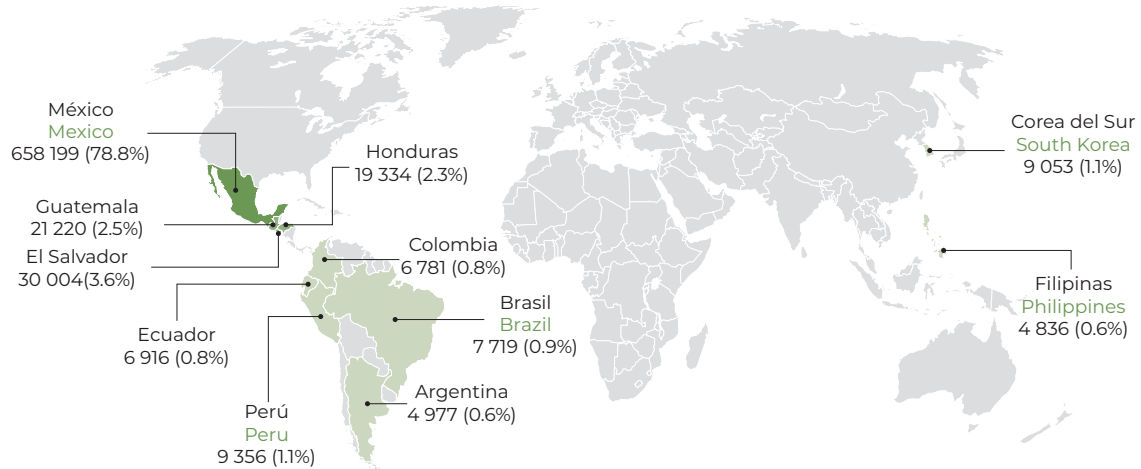 México
Mexico
658 199 (78.8%)
Honduras
19 334 (2.3%)
Guatemala
21 220 (2.5%)
El Salvador
30 004(3.6%)
Colombia
6 781 (0.8%)
Ecuador
6 916 (0.8%)
Brasil
Brazil
7 719 (0.9%)
Perú
Peru
9 356 (1.1%)
Argentina
4 977 (0.6%)
Corea del Sur
South Korea
9 053 (1.1%)
Filipinas
Philippines
4 836 (0.6%)